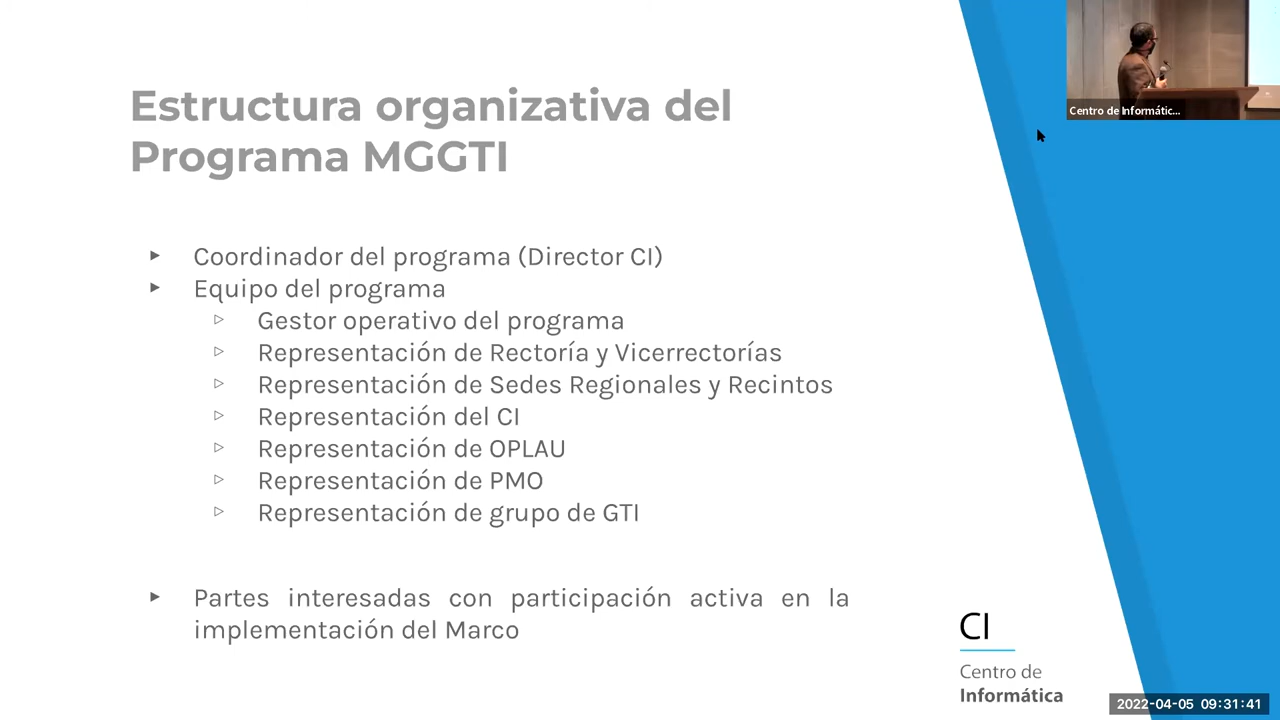 Estructura organizativa del
Programa MGGTI
Centro de Informátic...
▸ Coordinador del programa (Director CI)
▸ Equipo del programa
▹ Gestor operativo del programa
▹ Representación de Rectoría y Vicerrectorías
▹ Representación de Sedes Regionales y Recintos
▹ Representación del CI
▹ Representación de OPLAU
▹ Representación de PMO
▹ Representación de grupo de GTI
▸ Partes interesadas con participación activa en la
implementación del Marco
CI
Centro de
Informática
2022-04-05 09:31:41